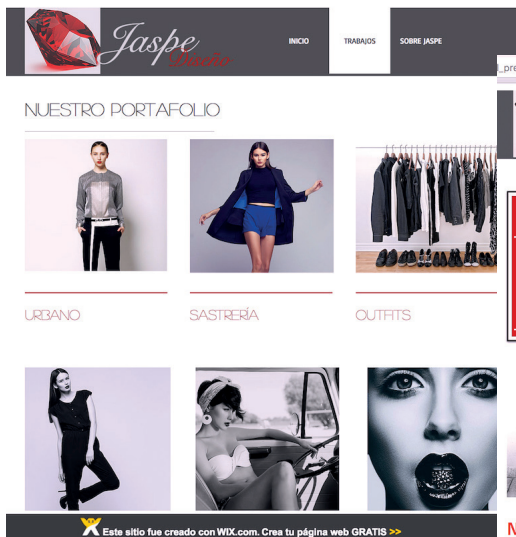 Jaspe
Diseño
INICIO
TRABAJOS
SOBRE JASPE
NUESTRO PORTAFOLIO
URBANO
SASTRERÍA
OUTFITS
Este sitio fue creado con WIX.com. Crea tu página web GRATIS >>